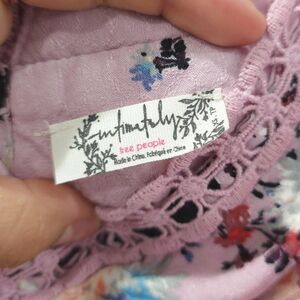 intimately
free people
Made in China. Fabriqué en Chine